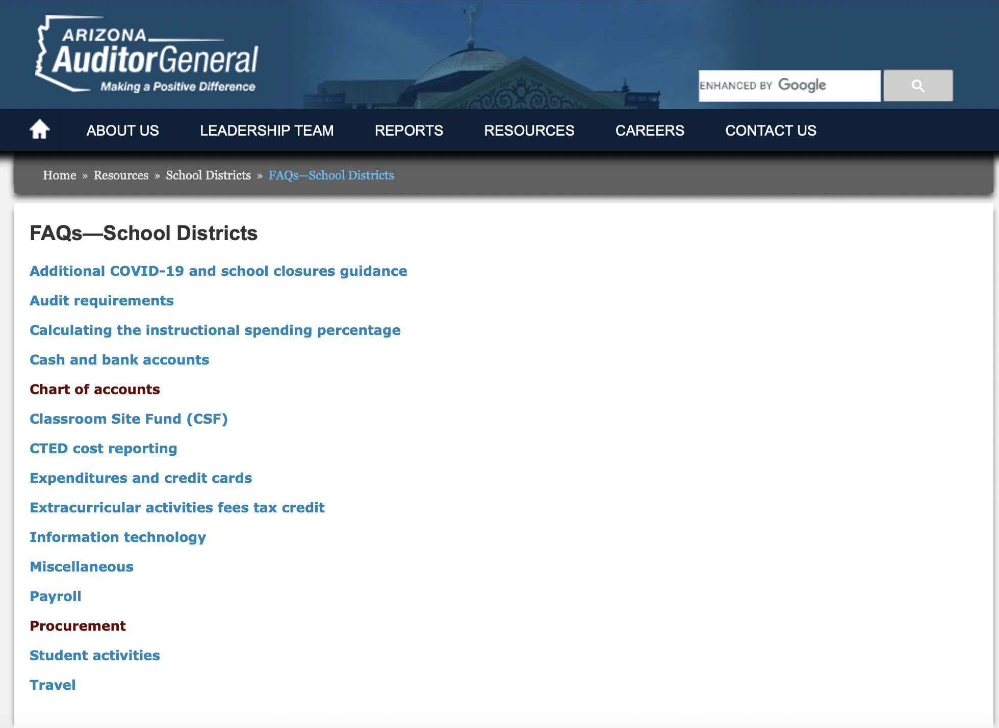 ARIZONA
AuditorGeneral
Making a Positive Difference
ENHANCED BY Google
ABOUT US LEADERSHIP TEAM REPORTS RESOURCES CAREERS CONTACT US
Home » Resources » School Districts » FAQs—School Districts
FAQs—School Districts
Additional COVID-19 and school closures guidance
Audit requirements
Calculating the instructional spending percentage
Cash and bank accounts
Chart of accounts
Classroom Site Fund (CSF)
CTED cost reporting
Expenditures and credit cards
Extracurricular activities fees tax credit
Information technology
Miscellaneous
Payroll
Procurement
Student activities
Travel